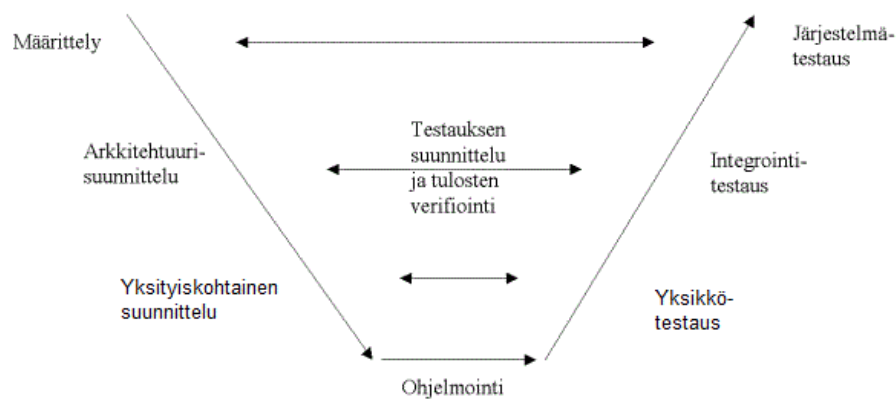 Määrittely
Järjestelmä-
testaus
Arkkitehtuuri-
suunnittelu
Testauksen
suunnittelu
ja tulosten
verifiointi
Integrointi-
testaus
Yksityiskohtainen
suunnittelu
Yksikkö-
testaus
Ohjelmointi